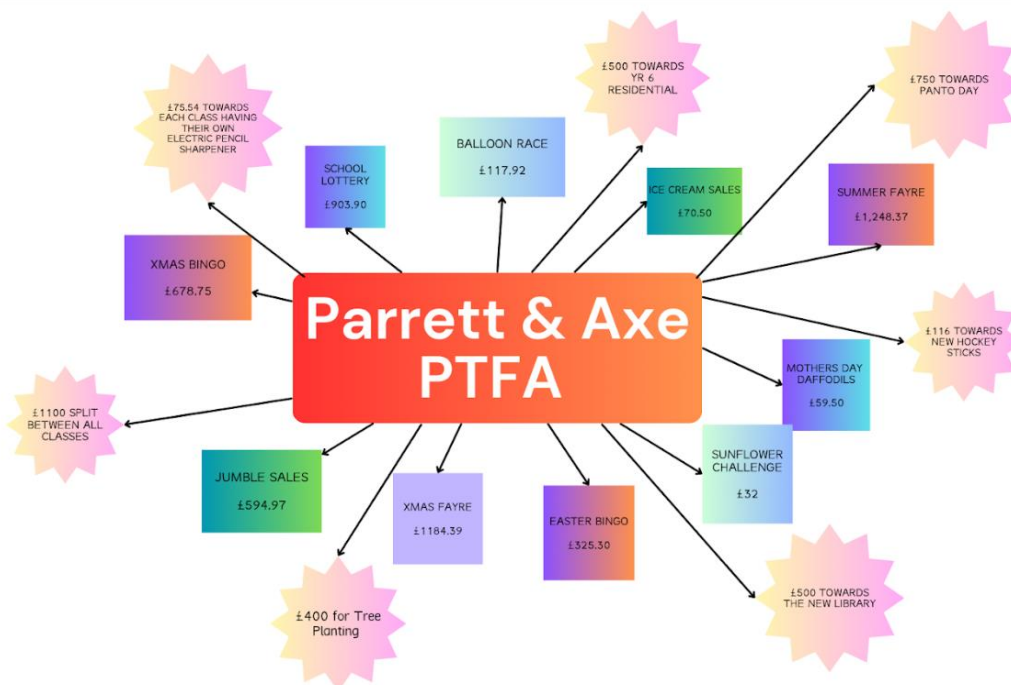 £75.54 TOWARDS
EACH CLASS HAVING
THEIR OWN
ELECTRIC PENCIL
SHARPENER
SCHOOL
LOTTERY
£903.90
BALLOON RACE
£117.92
£500 TOWARDS
YR 6
RESIDENTIAL
ICE CREAM SALES
£70.50
£750 TOWARDS
PANTO DAY
SUMMER FAYRE
£1,248.37
XMAS BINGO
£678.75
Parrett & Axe
PTFA
£116 TOWARDS
NEW HOCKEY
STICKS
MOTHERS DAY
DAFFODILS
£59.50
£1100 SPLIT
BETWEEN ALL
CLASSES
JUMBLE SALES
£594.97
XMAS FAYRE
£1184.39
EASTER BINGO
£325.30
SUNFLOWER
CHALLENGE
£32
£400 for Tree
Planting
£500 TOWARDS
THE NEW LIBRARY